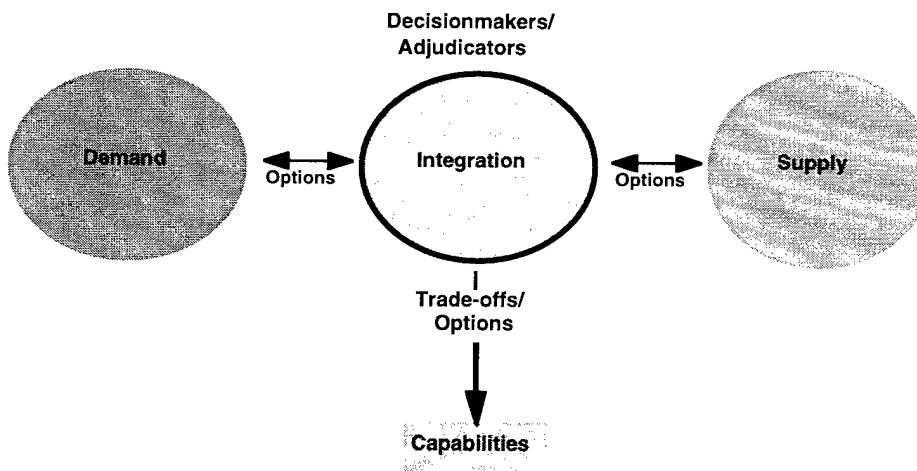 Decisionmakers/
Adjudicators
Demand
Options
Integration
Options
Supply
Trade-offs/
Options
Capabilities